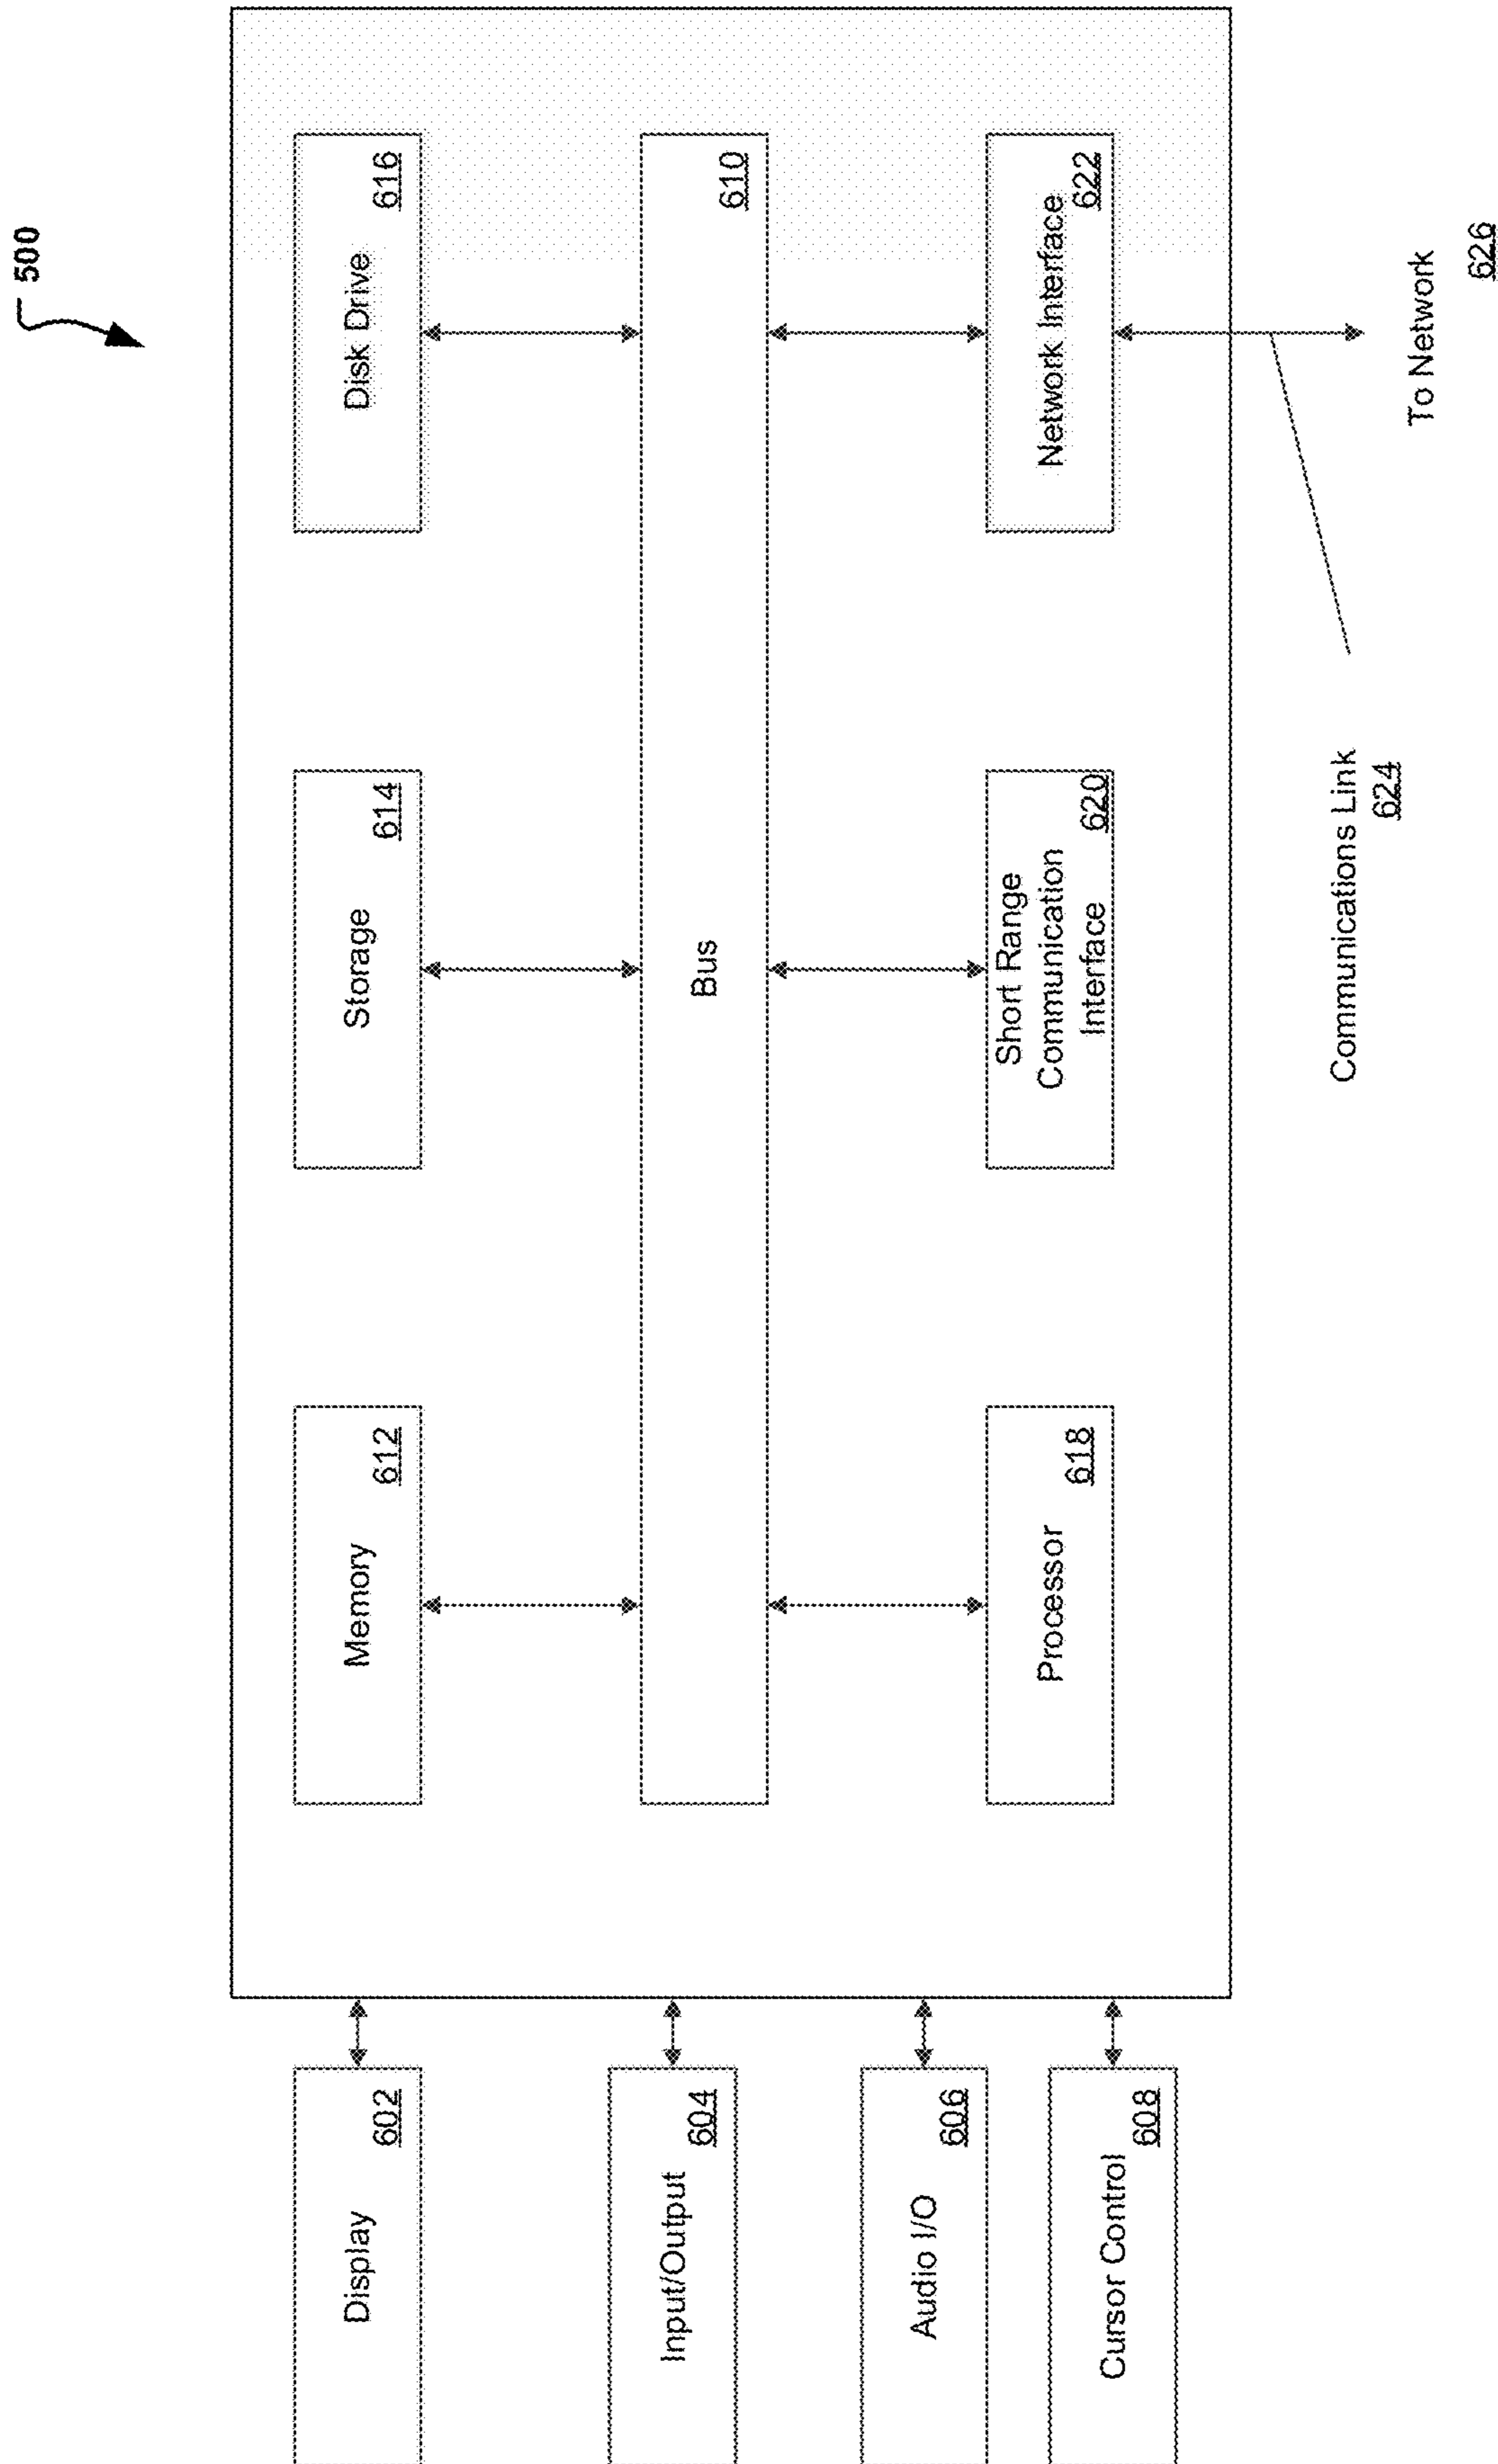 500
Display
602
Input/Output
604
Audio I/O
606
Cursor Control
608
Memory
612
Storage
614
Disk Drive
616
Bus
610
Processor
618
Short Range
Communication
Interface
620
Network Interface
622
Communications Link
624
To Network
626